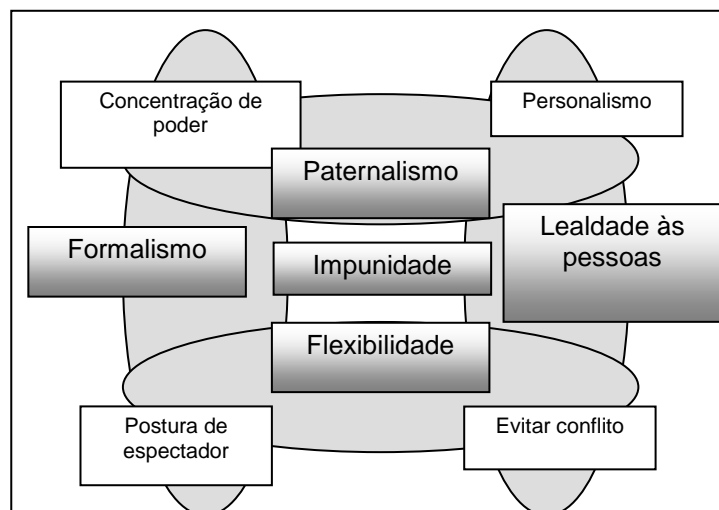 Concentração de
poder
Personalismo
Paternalismo
Formalismo
Impunidade
Lealdade às
pessoas
Flexibilidade
Postura de
espectador
Evitar conflito